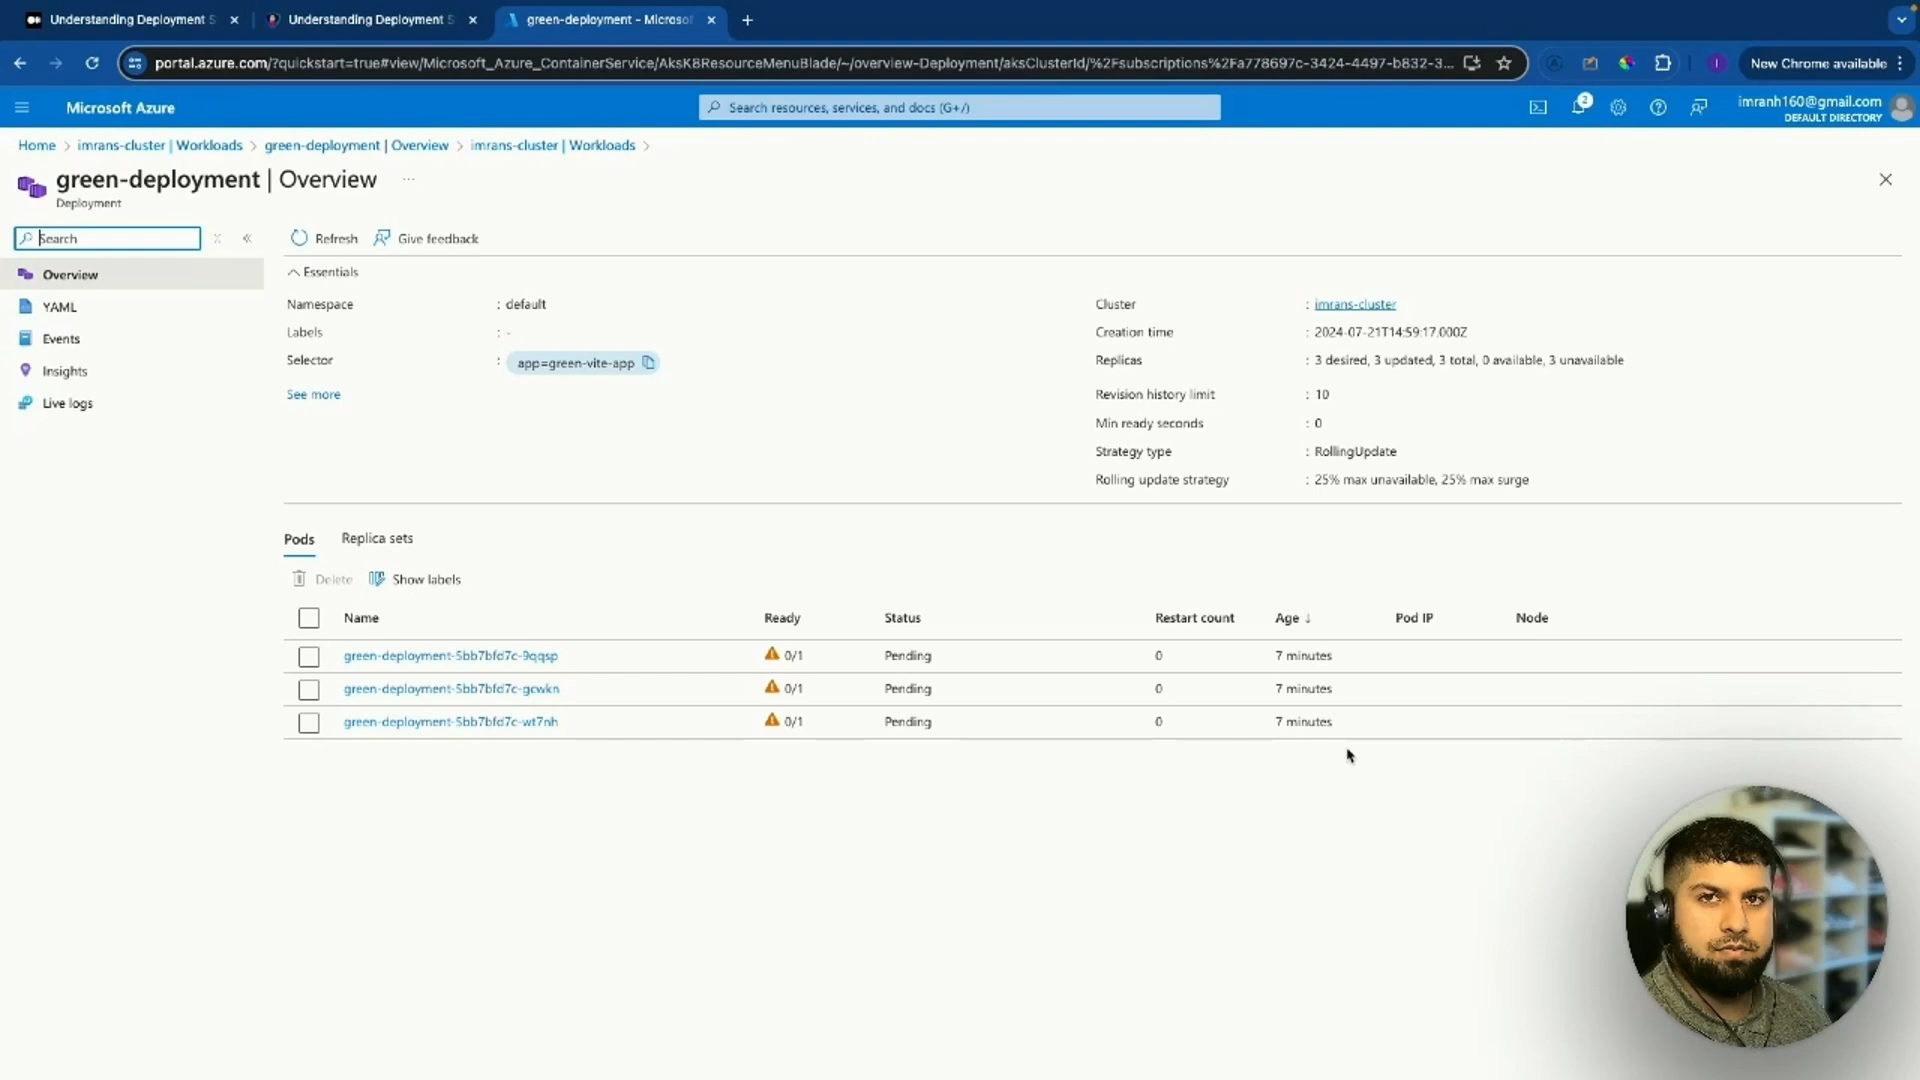 Understanding Deployment S
Understanding Deployment S
green-deployment - Microsof
portal.azure.com/?quickstart=true#view/Microsoft_Azure_ContainerService/AksK8ResourceMenuBlade/~/overview-Deployment/aksClusterId/%2Fsubscriptions%2Fa778697c-3424-4497-b832-3...
New Chrome available
Microsoft Azure
Search resources, services, and docs (G+/)
2
imranh160@gmail.com
DEFAULT DIRECTORY
Home > imrans-cluster | Workloads > green-deployment | Overview > imrans-cluster | Workloads >
green-deployment | Overview ...
Deployment
Search
Refresh
Give feedback
Overview
YAML
Events
Insights
Live logs
Essentials
Namespace : default
Labels : -
Selector : app=green-vite-app
See more
Cluster : imrans-cluster
Creation time : 2024-07-21T14:59:17.000Z
Replicas : 3 desired, 3 updated, 3 total, 0 available, 3 unavailable
Revision history limit : 10
Min ready seconds : 0
Strategy type : RollingUpdate
Rolling update strategy : 25% max unavailable, 25% max surge
Pods Replica sets
Delete Show labels
Name Ready Status Restart count Age ↓ Pod IP Node
green-deployment-5bb7bfd7c-9qqsp 0/1 Pending 0 7 minutes
green-deployment-5bb7bfd7c-gcwkn 0/1 Pending 0 7 minutes
green-deployment-5bb7bfd7c-wt7nh 0/1 Pending 0 7 minutes